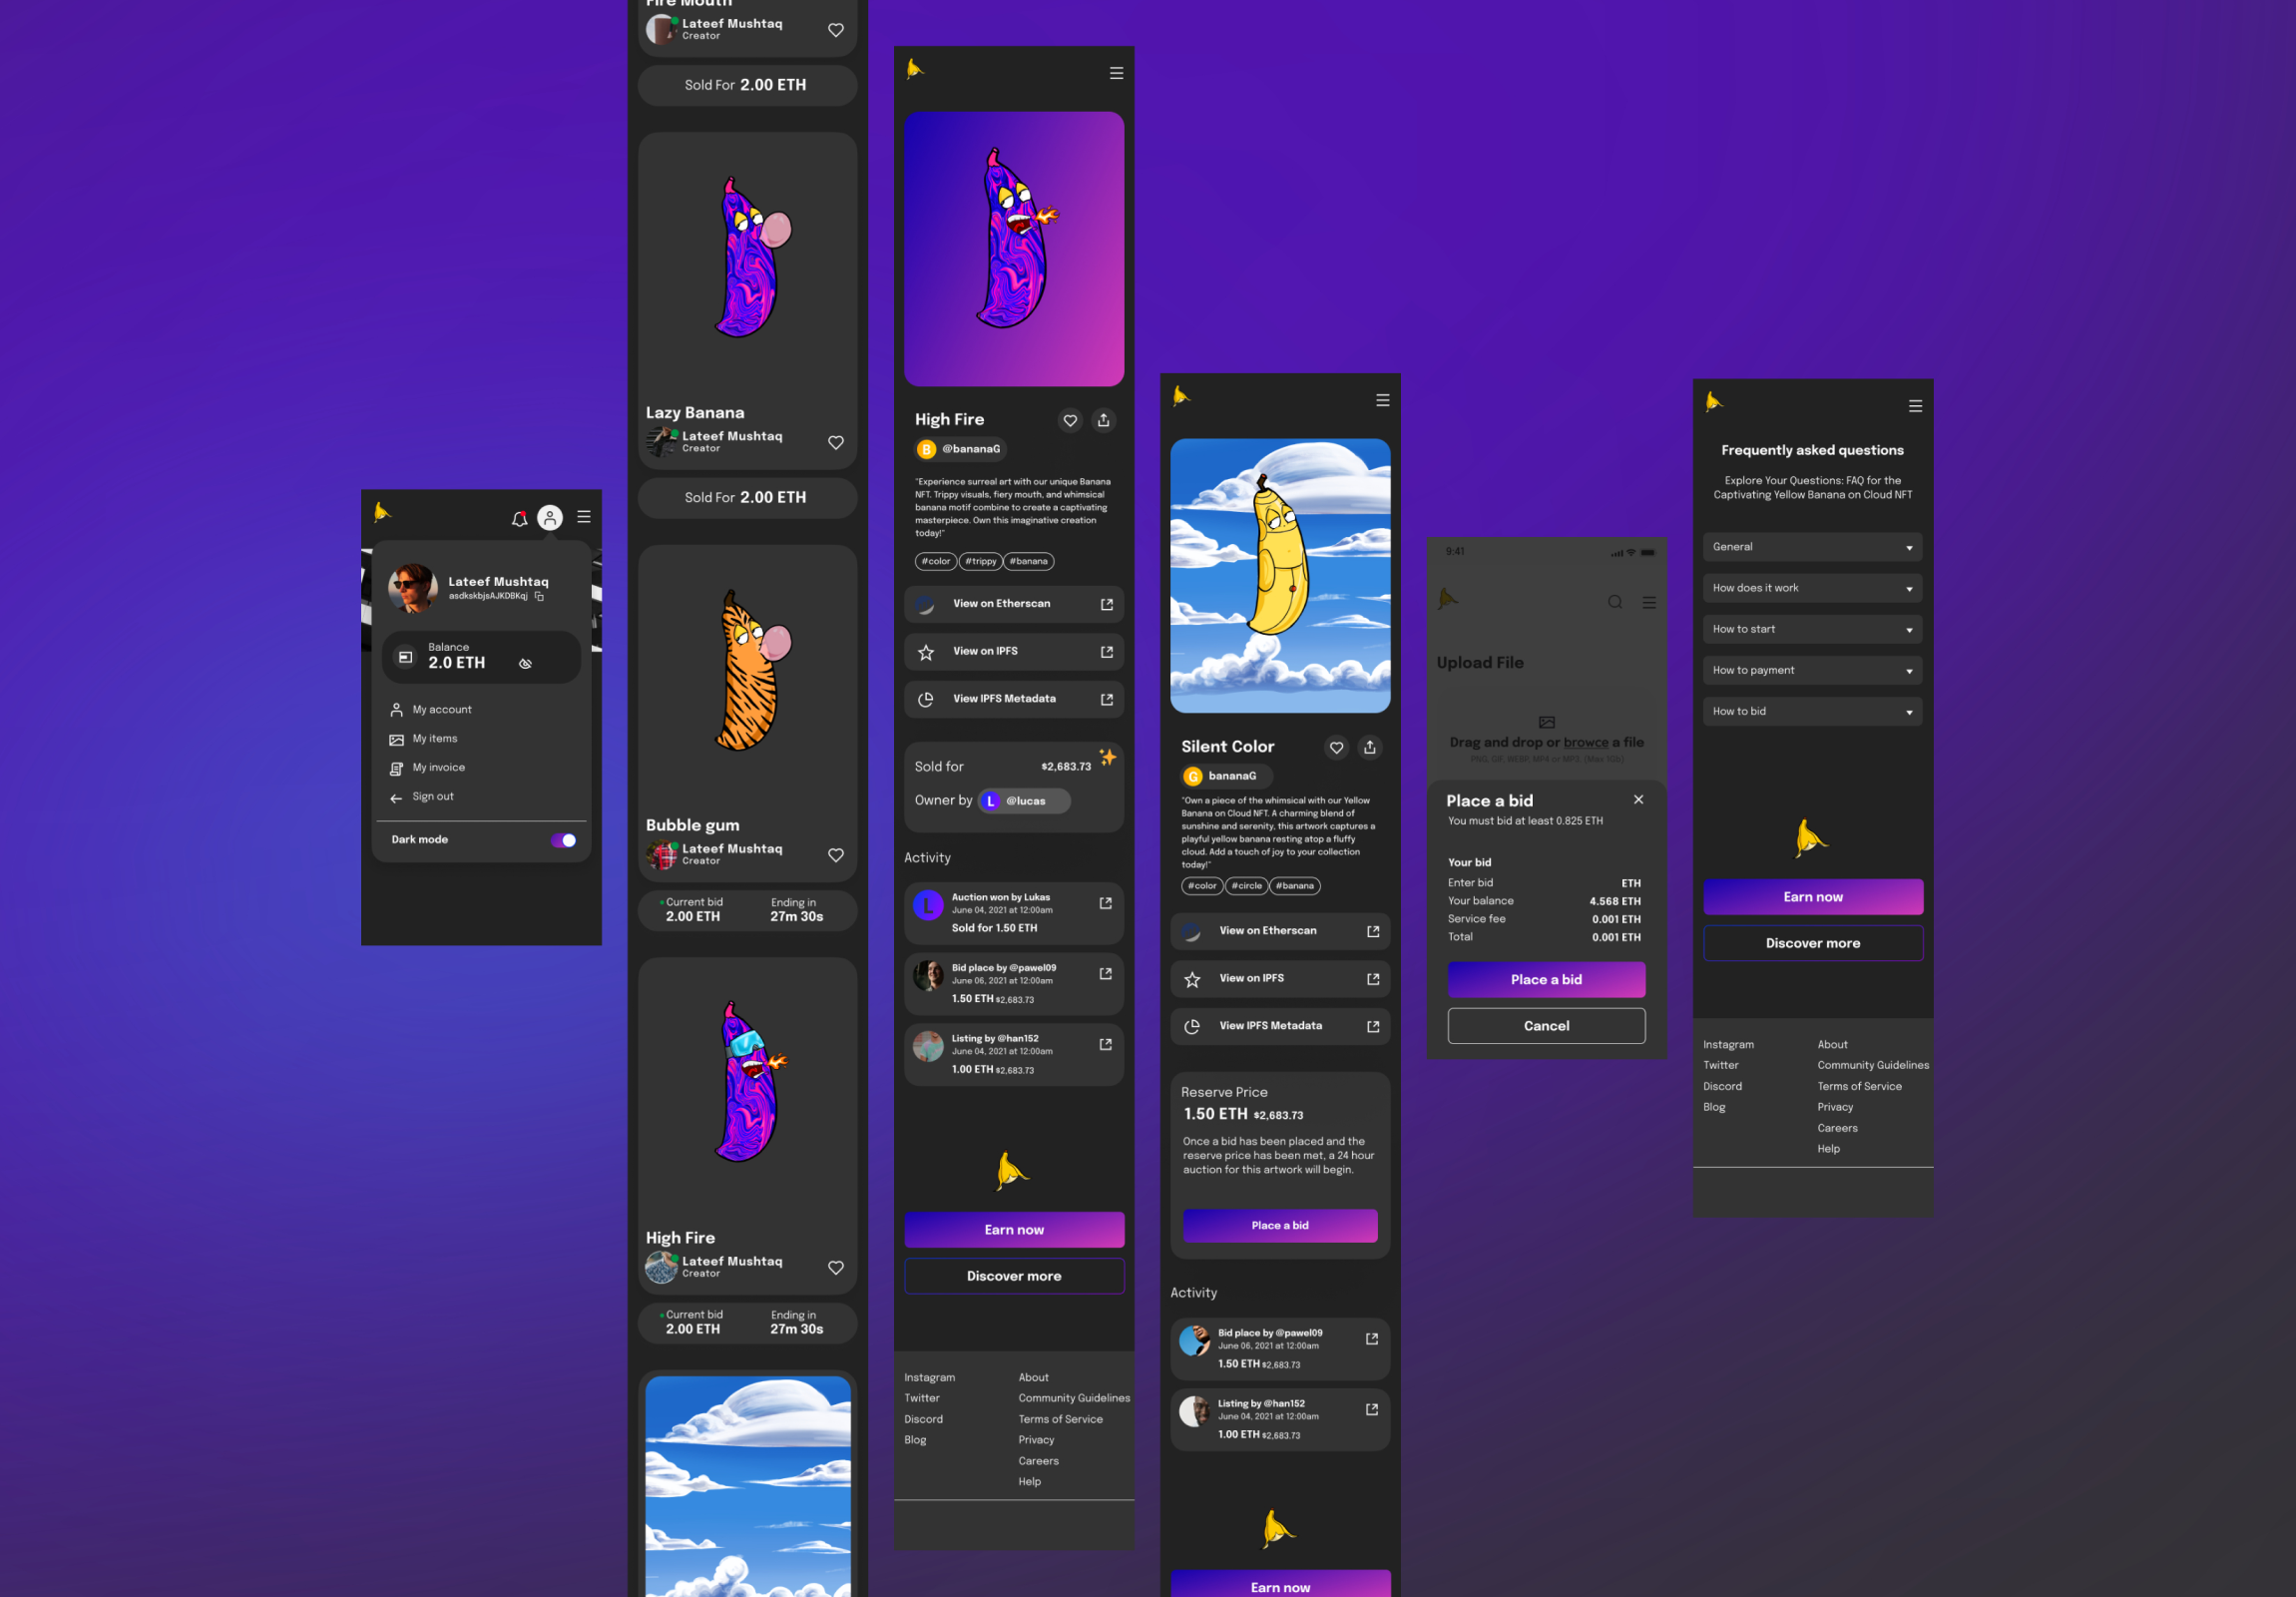 Lateef Mushtaq
asdkskbjsAJKDBKqj
Balance
2.0 ETH
My account
My items
My invoice
Sign out
Dark mode
Fire Mouth
Lateef Mushtaq
Creator
Sold For 2.00 ETH
Lazy Banana
Lateef Mushtaq
Creator
Sold For 2.00 ETH
Bubble gum
Lateef Mushtaq
Creator
Current bid Ending in
2.00 ETH 27m 30s
High Fire
Lateef Mushtaq
Creator
Current bid Ending in
2.00 ETH 27m 30s
High Fire
B @bananaG
"Experience surreal art with our unique Banana
NFT. Trippy visuals, fiery mouth, and whimsical
banana motif combine to create a captivating
masterpiece. Own this imaginative creation
today!"
#color #trippy #banana
View on Etherscan
View on IPFS
View IPFS Metadata
Sold for $2,683.73
Owner by L @lucas
Activity
L
Auction won by Lukas
June 04, 2021 at 12:00am
Sold for 1.50 ETH
Bid place by @pawel09
June 06, 2021 at 12:00am
1.50 ETH $2,683.73
Listing by @han152
June 04, 2021 at 12:00am
1.00 ETH $2,683.73
Earn now
Discover more
Instagram About
Twitter Community Guidelines
Discord Terms of Service
Blog Privacy
Careers
Help
Silent Color
G bananaG
"Own a piece of the whimsical with our Yellow
Banana on Cloud NFT. A charming blend of
sunshine and serenity, this artwork captures a
playful yellow banana resting atop a fluffy
cloud. Add a touch of joy to your collection
today!"
#color #circle #banana
View on Etherscan
View on IPFS
View IPFS Metadata
Reserve Price
1.50 ETH $2,683.73
Once a bid has been placed and the
reserve price has been met, a 24 hour
auction for this artwork will begin.
Place a bid
Activity
Bid place by @pawel09
June 06, 2021 at 12:00am
1.50 ETH $2,683.73
Listing by @han152
June 04, 2021 at 12:00am
1.00 ETH $2,683.73
Earn now
9:41
Upload File
Drag and drop or browse a file
PNG, GIF, WEBP, MP4 or MP3. (Max 1Gb)
Place a bid
You must bid at least 0.825 ETH
Your bid
Enter bid ETH
Your balance 4.568 ETH
Service fee 0.001 ETH
Total 0.001 ETH
Place a bid
Cancel
Frequently asked questions
Explore Your Questions: FAQ for the
Captivating Yellow Banana on Cloud NFT
General
How does it work
How to start
How to payment
How to bid
Earn now
Discover more
Instagram About
Twitter Community Guidelines
Discord Terms of Service
Blog Privacy
Careers
Help